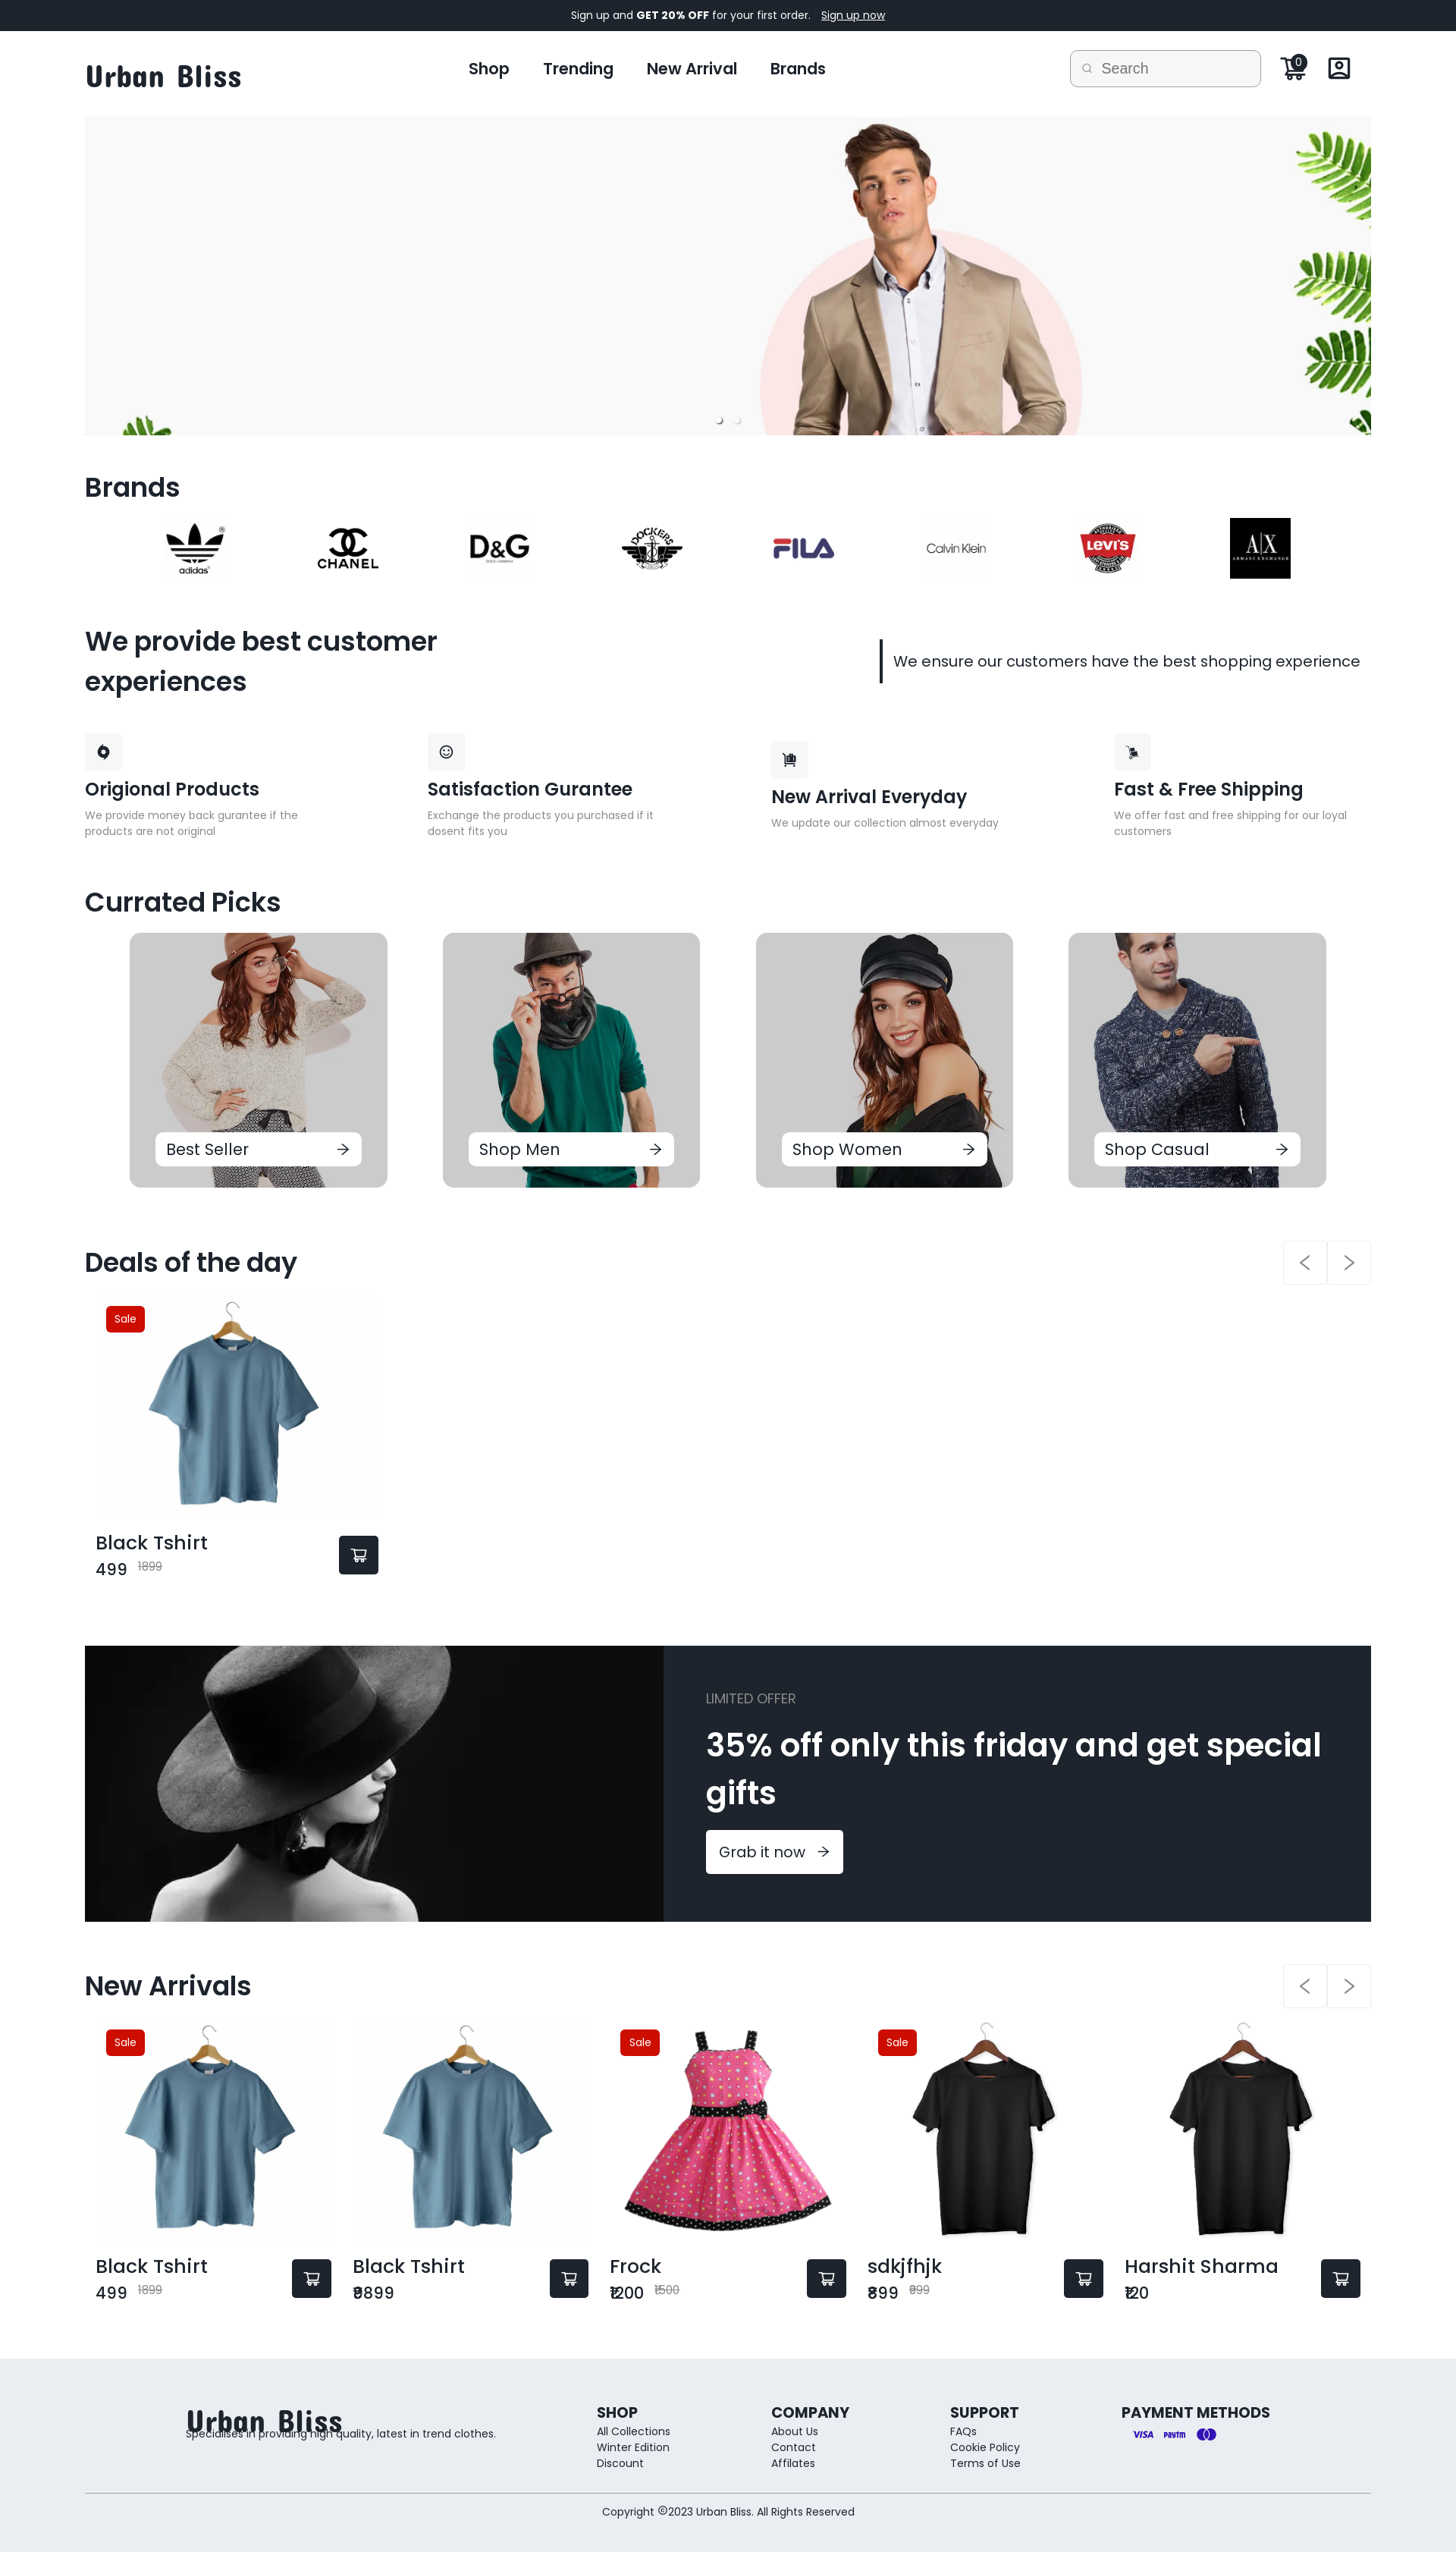 Sign up and GET 20% OFF for your first order. Sign up now
Urban Bliss
Shop Trending New Arrival Brands
Search
0
Brands
adidas
CHANEL
D&G
DOCKERS
FILA
Calvin Klein
LEVI'S
A|X
ARMANI EXCHANGE
We provide best customer
experiences
We ensure our customers have the best shopping experience
Origional Products
We provide money back gurantee if the
products are not original
Satisfaction Gurantee
Exchange the products you purchased if it
dosent fits you
New Arrival Everyday
We update our collection almost everyday
Fast & Free Shipping
We offer fast and free shipping for our loyal
customers
Currated Picks
Best Seller
Shop Men
Shop Women
Shop Casual
Deals of the day
Sale
Black Tshirt
499 1899
LIMITED OFFER
35% off only this friday and get special
gifts
Grab it now
New Arrivals
Sale
Black Tshirt
499 1899
Black Tshirt
₹9899
Sale
Frock
₹1200 ₹1500
Sale
sdkjfhjk
₹899 ₹999
Harshit Sharma
₹120
Urban Bliss
Specialises in providing high quality, latest in trend clothes.
SHOP
All Collections
Winter Edition
Discount
COMPANY
About Us
Contact
Affilates
SUPPORT
FAQs
Cookie Policy
Terms of Use
PAYMENT METHODS
VISA paytm
Copyright ©2023 Urban Bliss. All Rights Reserved